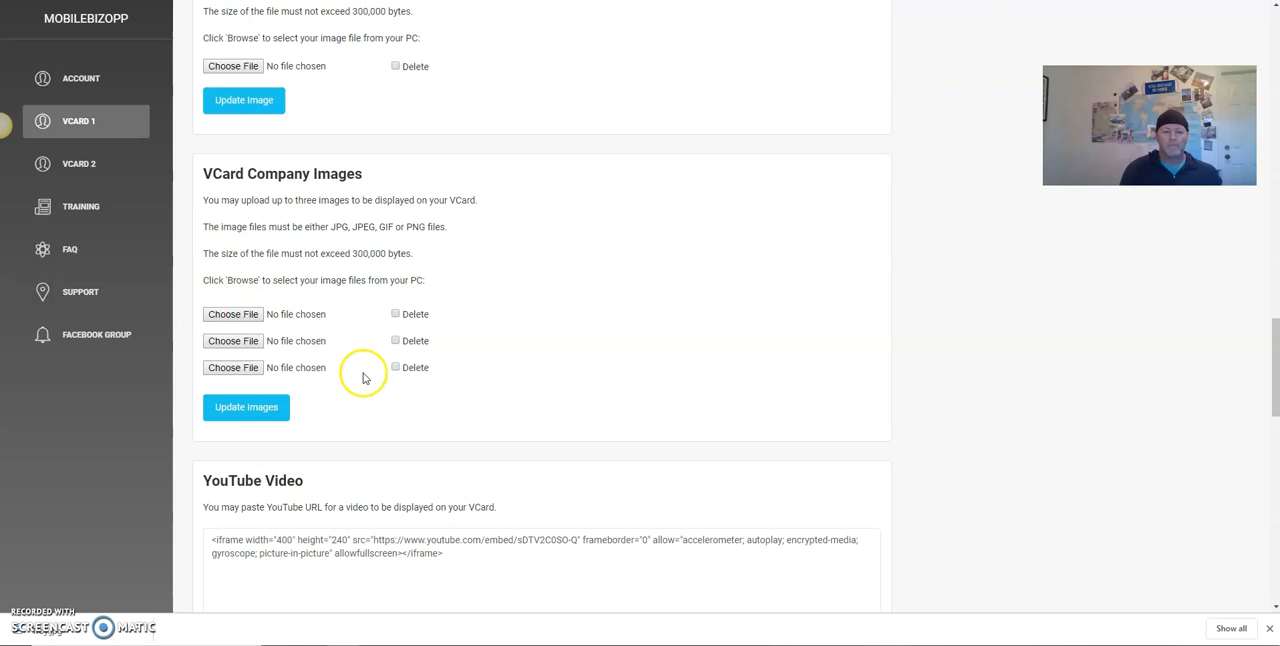 MOBILEBIZOPP
ACCOUNT
VCARD 1
VCARD 2
TRAINING
FAQ
SUPPORT
FACEBOOK GROUP
The size of the file must not exceed 300,000 bytes.
Click 'Browse' to select your image file from your PC:
Choose File No file chosen Delete
Update Image
VCard Company Images
You may upload up to three images to be displayed on your VCard.
The image files must be either JPG, JPEG, GIF or PNG files.
The size of the file must not exceed 300,000 bytes.
Click 'Browse' to select your image files from your PC:
Choose File No file chosen Delete
Choose File No file chosen Delete
Choose File No file chosen Delete
Update Images
YouTube Video
You may paste YouTube URL for a video to be displayed on your VCard.
<iframe width="400" height="240" src="https://www.youtube.com/embed/sDTV2C0SO-Q" frameborder="0" allow="accelerometer; autoplay; encrypted-media;
gyroscope; picture-in-picture" allowfullscreen></iframe>
RECORDED WITH
SCREENCAST MATIC
Show all